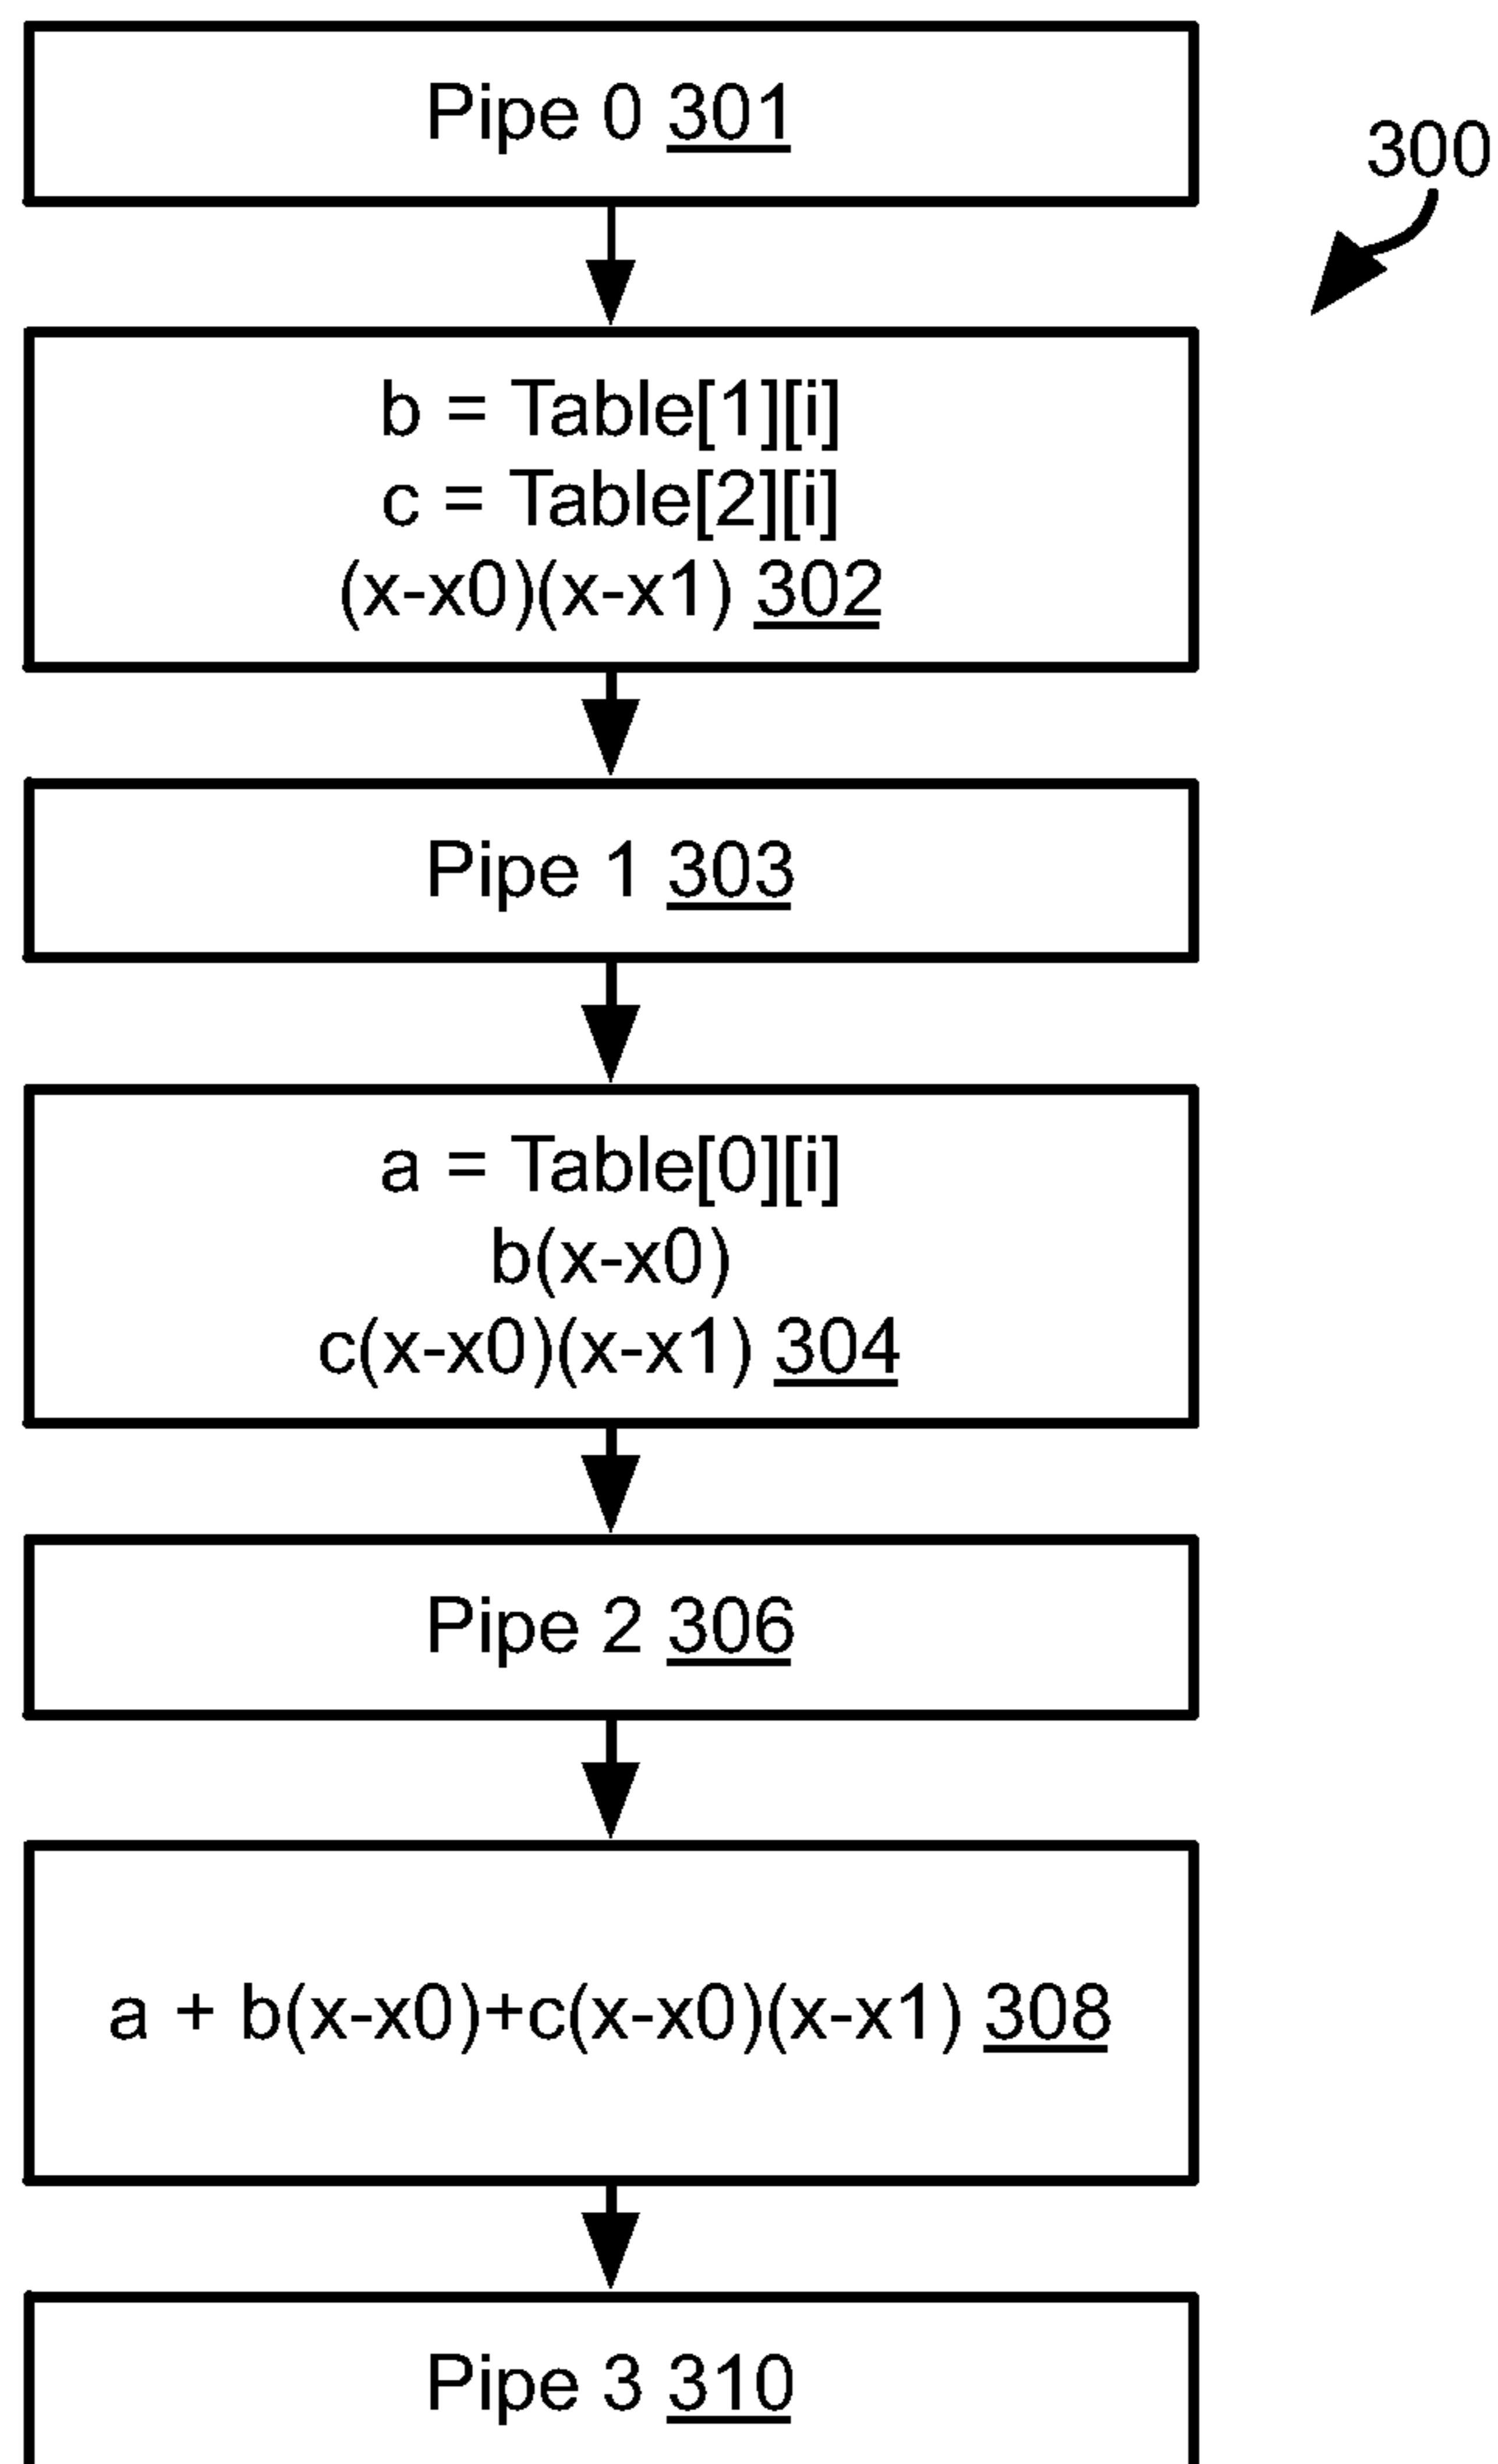 Pipe 0 301
300
b = Table[1][i]
c = Table[2][i]
(x-x0)(x-x1) 302
Pipe 1 303
a = Table[0][i]
b(x-x0)
c(x-x0)(x-x1) 304
Pipe 2 306
a + b(x-x0)+c(x-x0)(x-x1) 308
Pipe 3 310